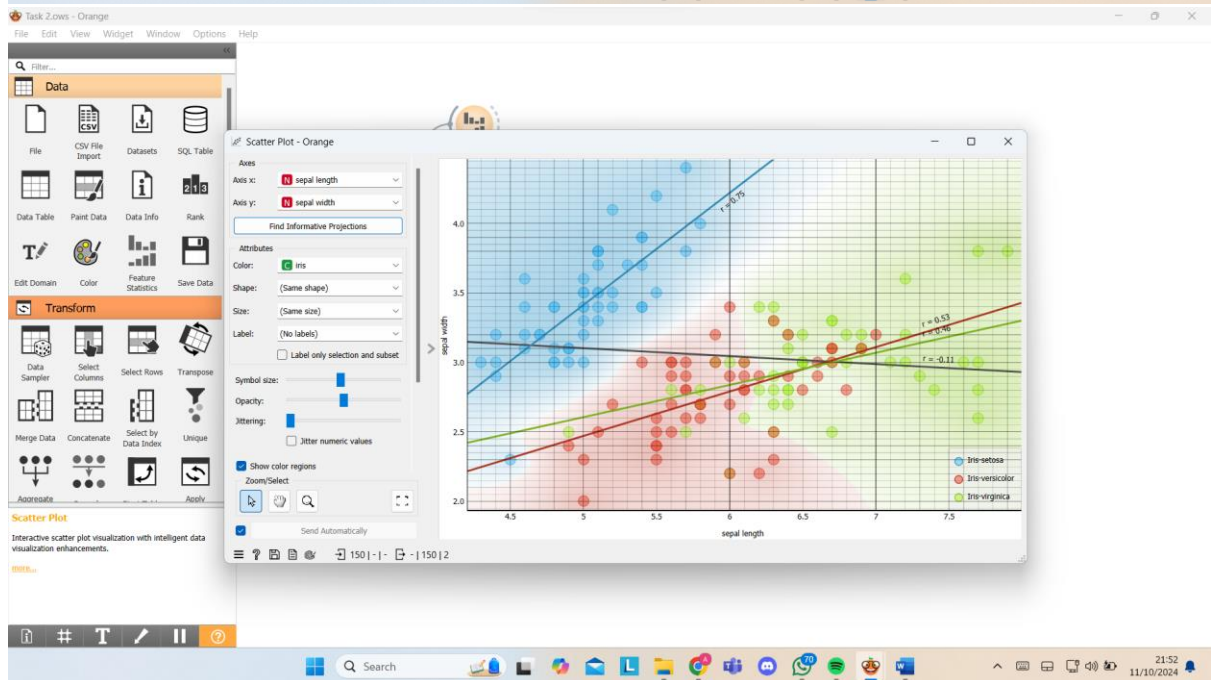 Task 2.ows - Orange
File Edit View Widget Window Options Help
Filter...
Data
File
CSV File Import
Datasets
SQL Table
Data Table
Paint Data
Data Info
Rank
Edit Domain
Color
Feature Statistics
Save Data
Transform
Data Sampler
Select Columns
Select Rows
Transpose
Merge Data
Concatenate
Select by Data Index
Unique
Aggregate
Apply
Scatter Plot
Interactive scatter plot visualization with intelligent data
visualization enhancements.
more...
Scatter Plot - Orange
Axes
Axis x: N sepal length
Axis y: N sepal width
Find Informative Projections
Attributes
Color: C iris
Shape: (Same shape)
Size: (Same size)
Label: (No labels)
Label only selection and subset
Symbol size:
Opacity:
Jittering:
Jitter numeric values
Show color regions
Zoom/Select
Send Automatically
150 | - | - - | 150 | 2
sepal width
4.0
3.5
3.0
2.5
2.0
r = 0.75
r = 0.53
r = 0.46
r = -0.11
Iris-setosa
Iris-versicolor
Iris-virginica
4.5 5 5.5 6 6.5 7 7.5
sepal length
Search
70
21:52
11/10/2024